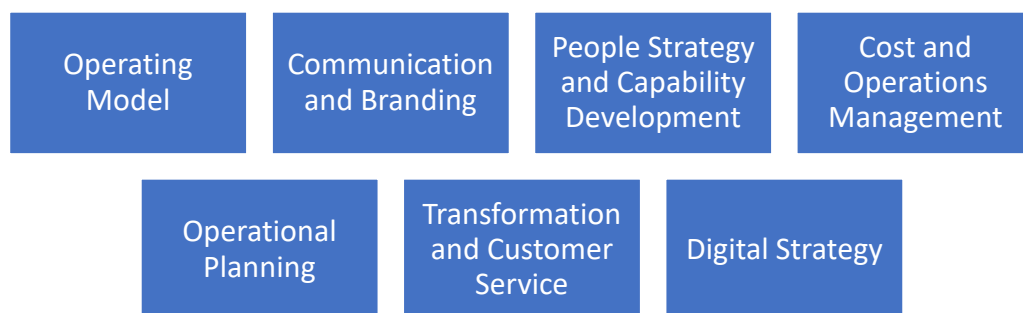 Operating
Model
Communication
and Branding
People Strategy
and Capability
Development
Cost and
Operations
Management
Operational
Planning
Transformation
and Customer
Service
Digital Strategy